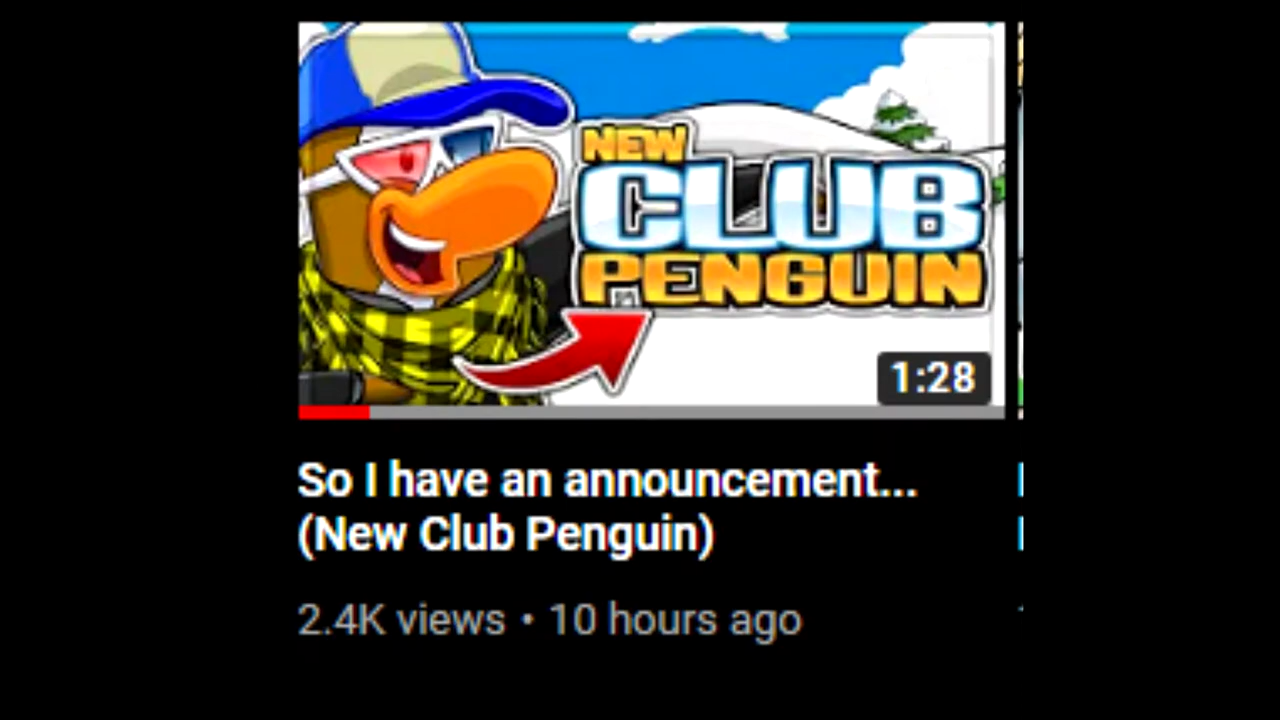 NEW
CLUB
PENGUIN
1:28
So I have an announcement...
(New Club Penguin)
2.4K views • 10 hours ago